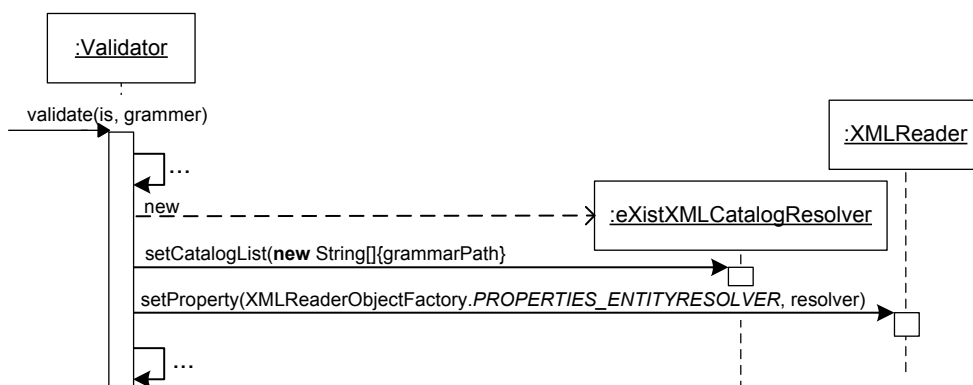 :Validator
validate(is, grammer)
:XMLReader
...
new
:eXistXMLCatalogResolver
setCatalogList(new String[]{grammarPath}
setProperty(XMLReaderObjectFactory.PROPERTIES_ENTITYRESOLVER, resolver)
...